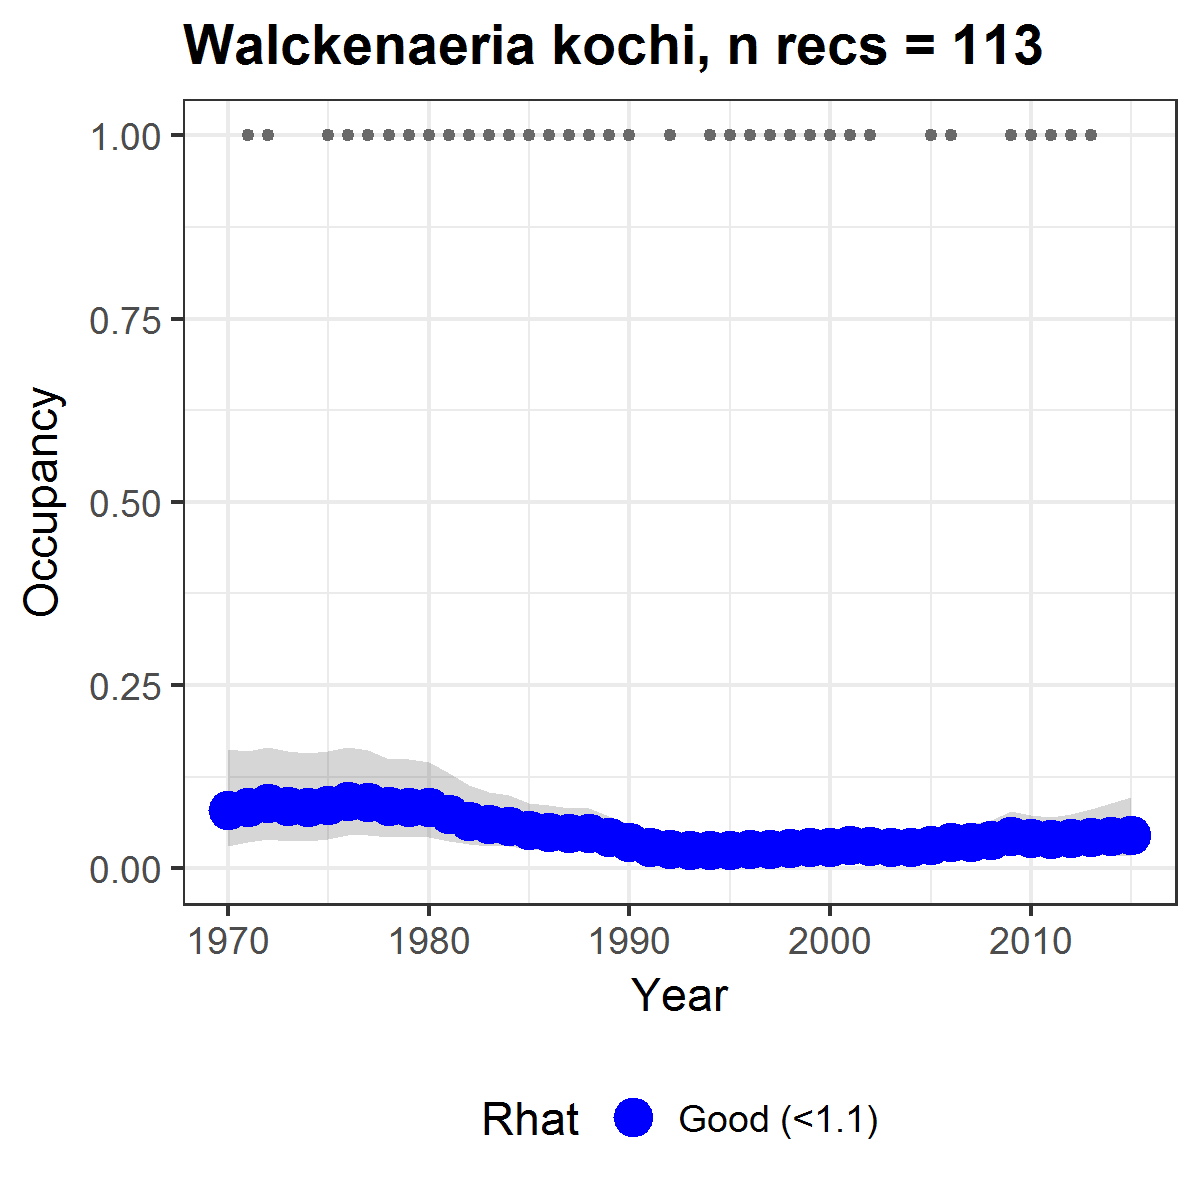 Walckenaeria kochi, n recs = 113
1.00
0.75
0.50
0.25
0.00
Occupancy
1970 1980 1990 2000 2010
Year
Rhat Good (<1.1)